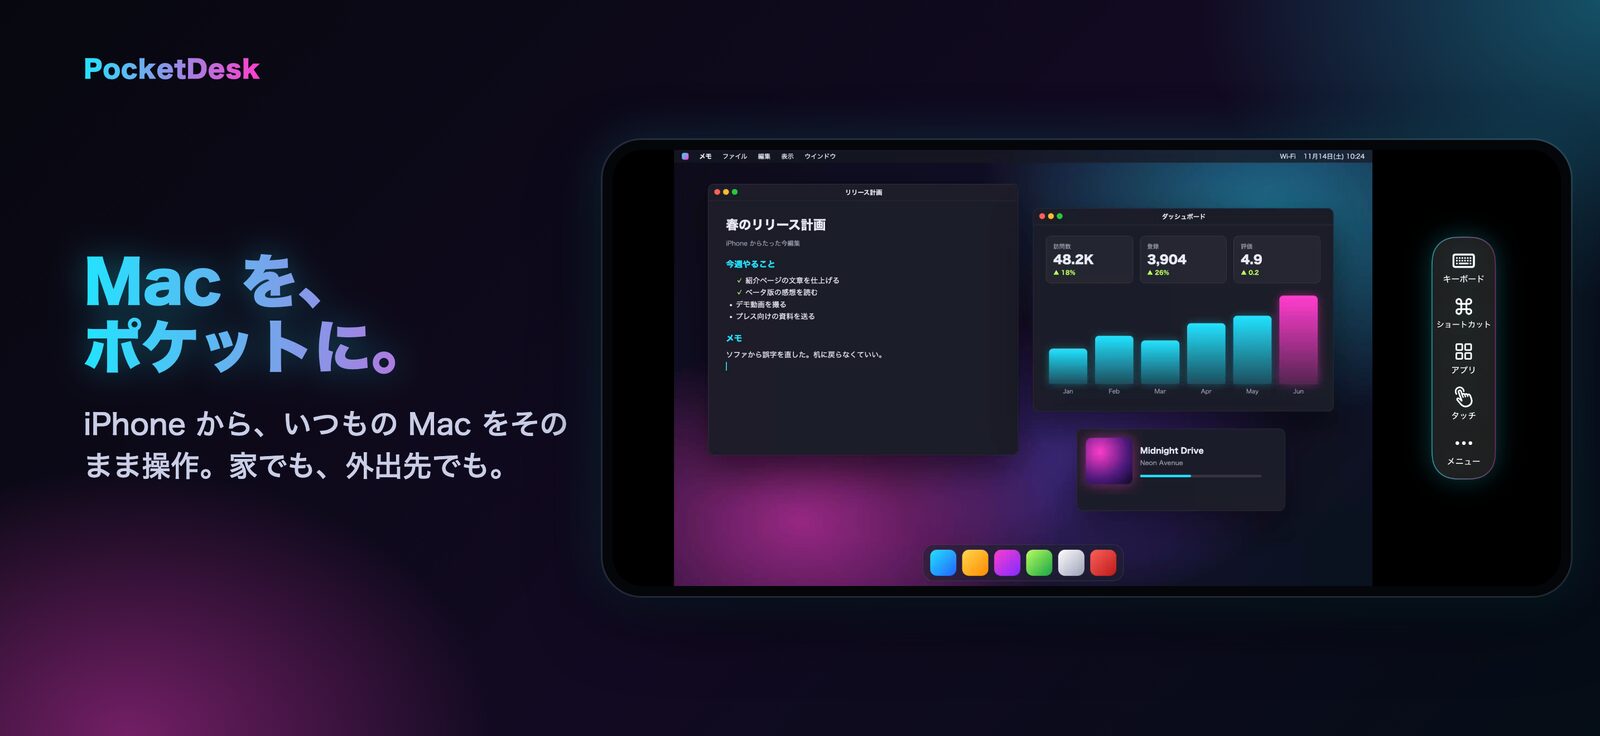 PocketDesk
Mac を、
ポケットに。
iPhone から、いつもの Mac をその
まま操作。家でも、外出先でも。
メモ ファイル 編集 表示 ウインドウ
Wi-Fi 11月14日(土) 10:24
リリース計画
春のリリース計画
iPhone からたった今編集
今週やること
✓ 紹介ページの文章を仕上げる
✓ ベータ版の感想を読む
• デモ動画を撮る
• プレス向けの資料を送る
メモ
ソファから誤字を直した。机に戻らなくていい。
ダッシュボード
訪問数
48.2K
▲ 18%
登録
3,904
▲ 26%
評価
4.9
▲ 0.2
Jan Feb Mar Apr May Jun
Midnight Drive
Neon Avenue
キーボード
ショートカット
アプリ
タッチ
メニュー